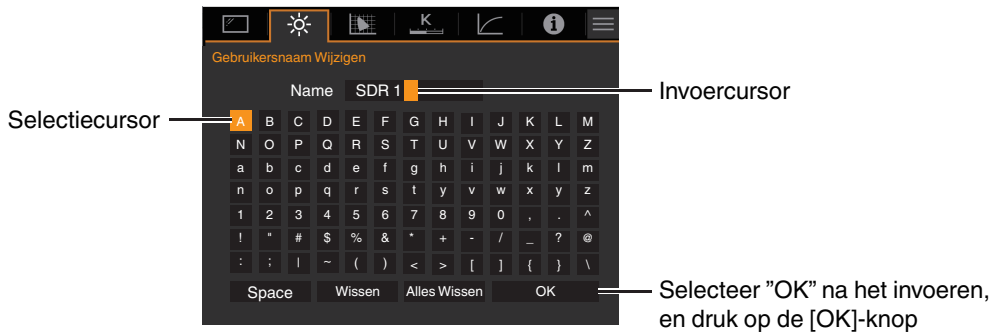 K
i
Gebruikersnaam Wijzigen
Name SDR 1
Invoercursor
Selectiecursor
A B C D E F G H I J K L M
N O P Q R S T U V W X Y Z
a b c d e f g h i j k l m
n o p q r s t y v w x y z
1 2 3 4 5 6 7 8 9 0 , . ^
! " # $ % & * + - / _ ? @
: ; | ~ ( ) < > [ ] { } \
Space Wissen Alles Wissen OK
Selecteer ”OK” na het invoeren,
en druk op de [OK]-knop